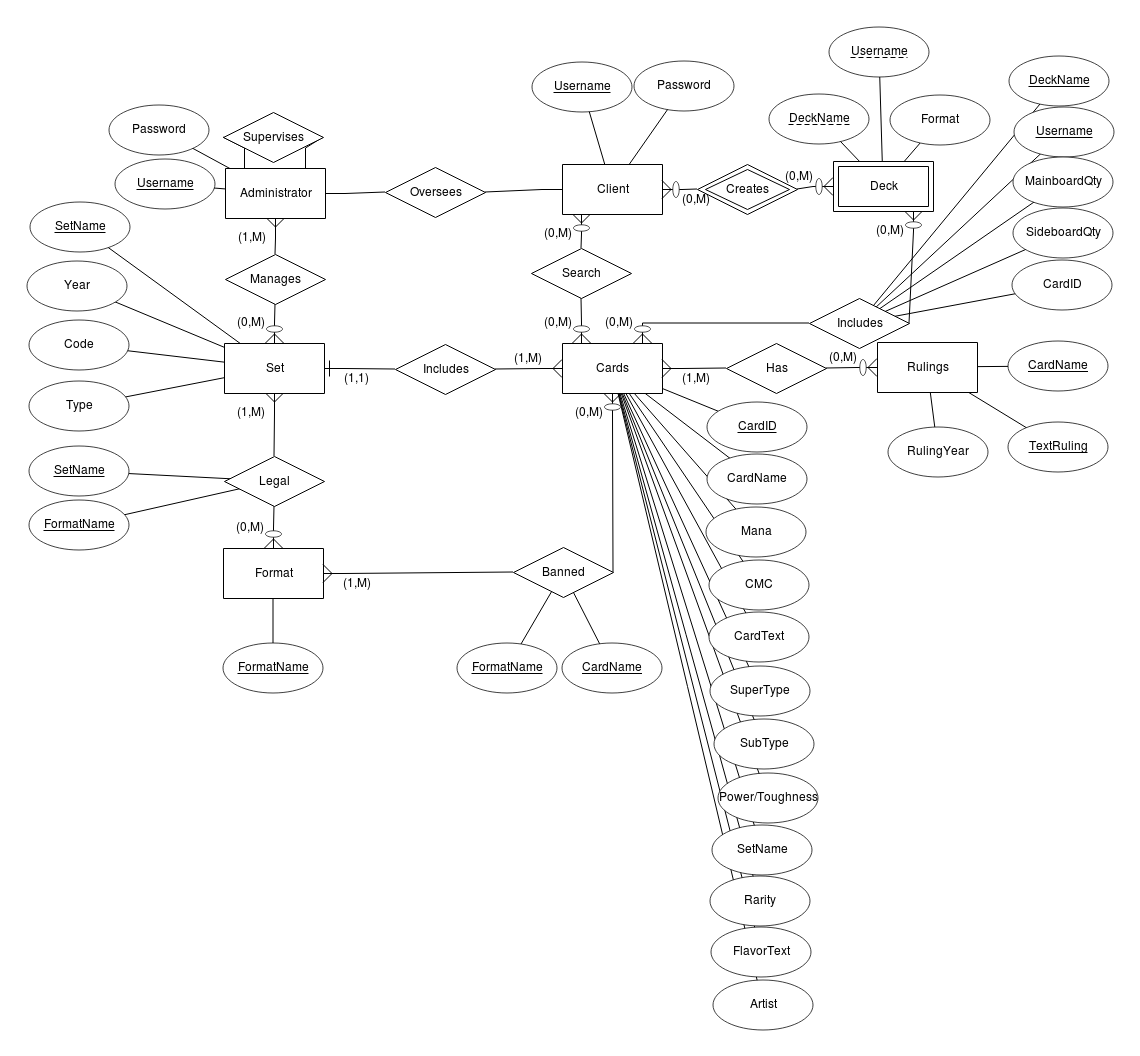 Username
DeckName
Username
Password
DeckName
Format
Username
Password
Supervises
Username
Administrator
Oversees
Client
(0,M)
Creates
(0,M)
Deck
MainboardQty
SetName
(1,M)
(0,M)
(0,M)
SideboardQty
Year
Manages
Search
CardID
(0,M)
(0,M)
(0,M)
Includes
Code
Set
(1,1)
Includes
(1,M)
Cards
(1,M)
Has
(0,M)
Rulings
CardName
Type
(1,M)
(0,M)
CardID
RulingYear
TextRuling
SetName
Legal
CardName
FormatName
(0,M)
Mana
Format
(1,M)
Banned
CMC
CardText
FormatName
FormatName
CardName
SuperType
SubType
Power/Toughness
SetName
Rarity
FlavorText
Artist